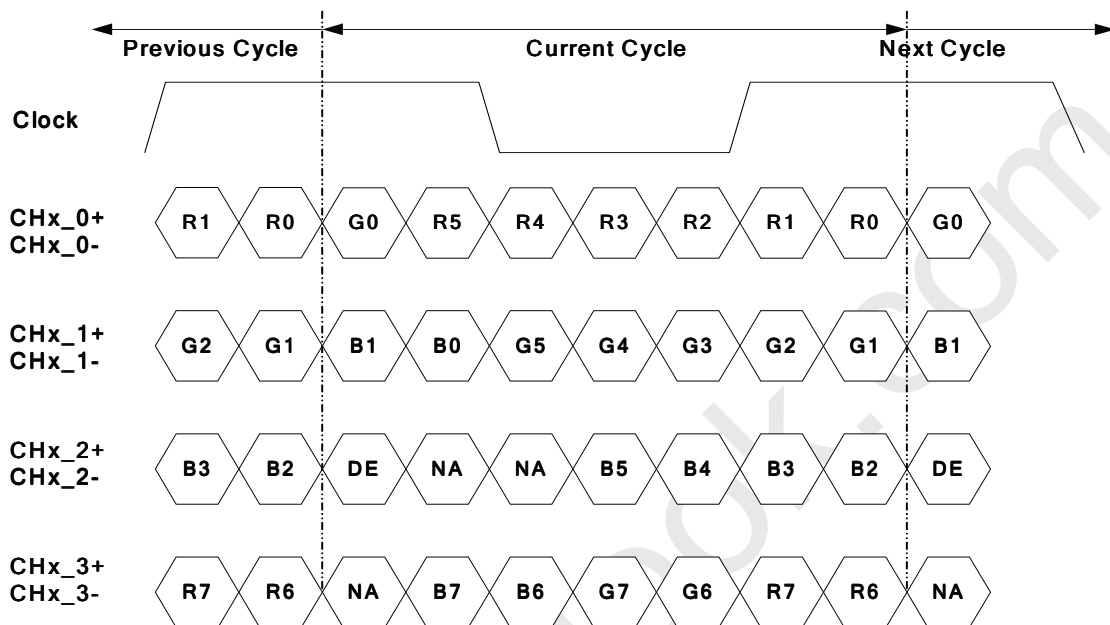 Previous Cycle Current Cycle Next Cycle
Clock
CHx_0+
CHx_0-
R1 R0 G0 R5 R4 R3 R2 R1 R0 G0
CHx_1+
CHx_1-
G2 G1 B1 B0 G5 G4 G3 G2 G1 B1
CHx_2+
CHx_2-
B3 B2 DE NA NA B5 B4 B3 B2 DE
CHx_3+
CHx_3-
R7 R6 NA B7 B6 G7 G6 R7 R6 NA
ook.com